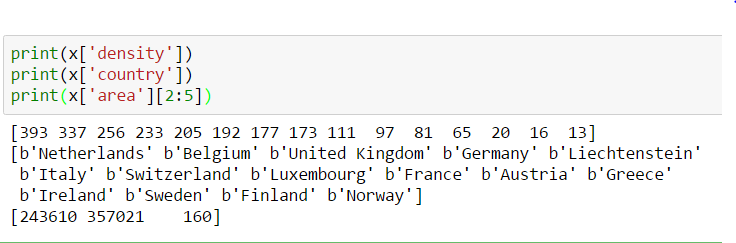 print(x['density'])
print(x['country'])
print(x['area'][2:5])
[393 337 256 233 205 192 177 173 111  97  81  65  20  16  13]
[b'Netherlands' b'Belgium' b'United Kingdom' b'Germany' b'Liechtenstein'
 b'Italy' b'Switzerland' b'Luxembourg' b'France' b'Austria' b'Greece'
 b'Ireland' b'Sweden' b'Finland' b'Norway']
[243610 357021    160]